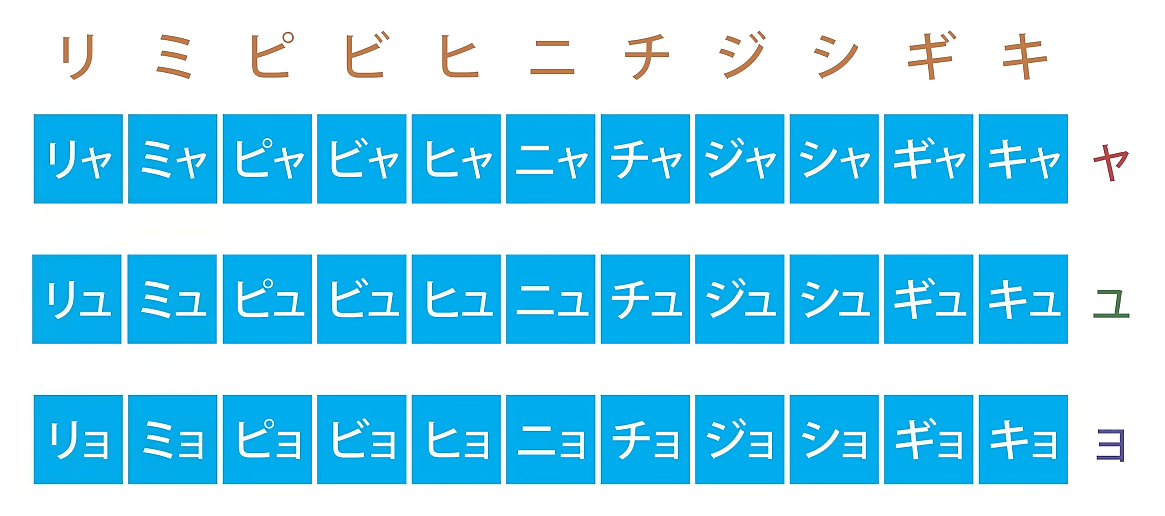 リ ミ ピ ビ ヒ ニ チ ジ シ ギ キ
リャ ミャ ピャ ビャ ヒャ ニャ チャ ジャ シャ ギャ キャ ヤ
リュ ミュ ピュ ビュ ヒュ ニュ チュ ジュ シュ ギュ キュ ユ
リョ ミョ ピョ ビョ ヒョ ニョ チョ ジョ ショ ギョ キョ ヨ